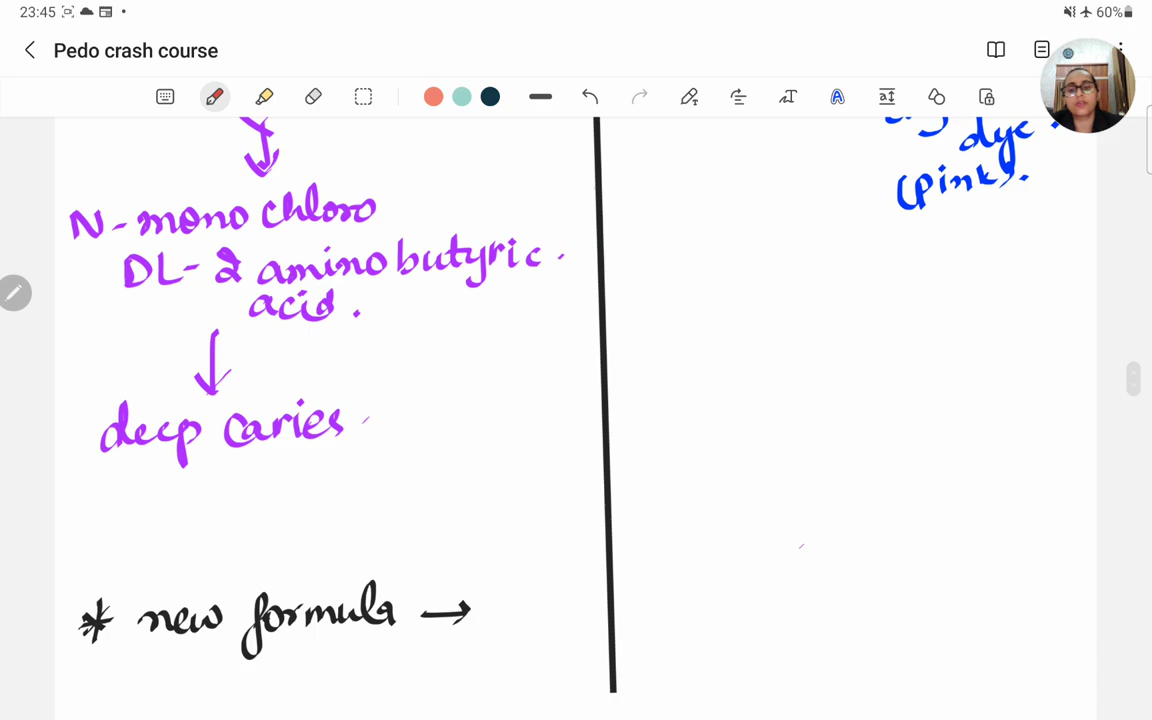 23:45
60%
Pedo crash course
dye.
(pink).
N-mono chloro
DL-2 amino butyric.
acid.
deep caries
* new formula →